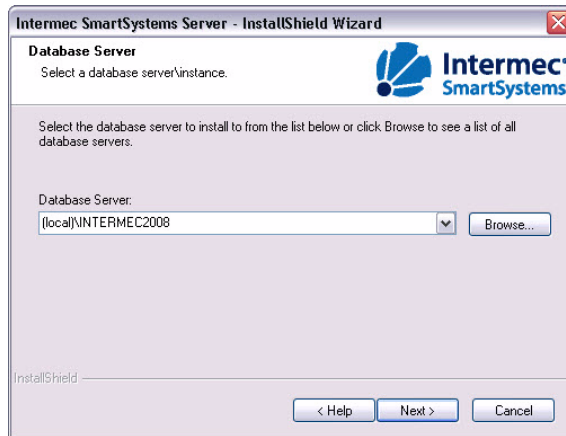 Intermec SmartSystems Server - InstallShield Wizard
Database Server
Select a database server\instance.
Intermec
SmartSystems
Select the database server to install to from the list below or click Browse to see a list of all
database servers.
Database Server:
(local)\INTERMEC2008
Browse...
InstallShield
< Help
Next >
Cancel